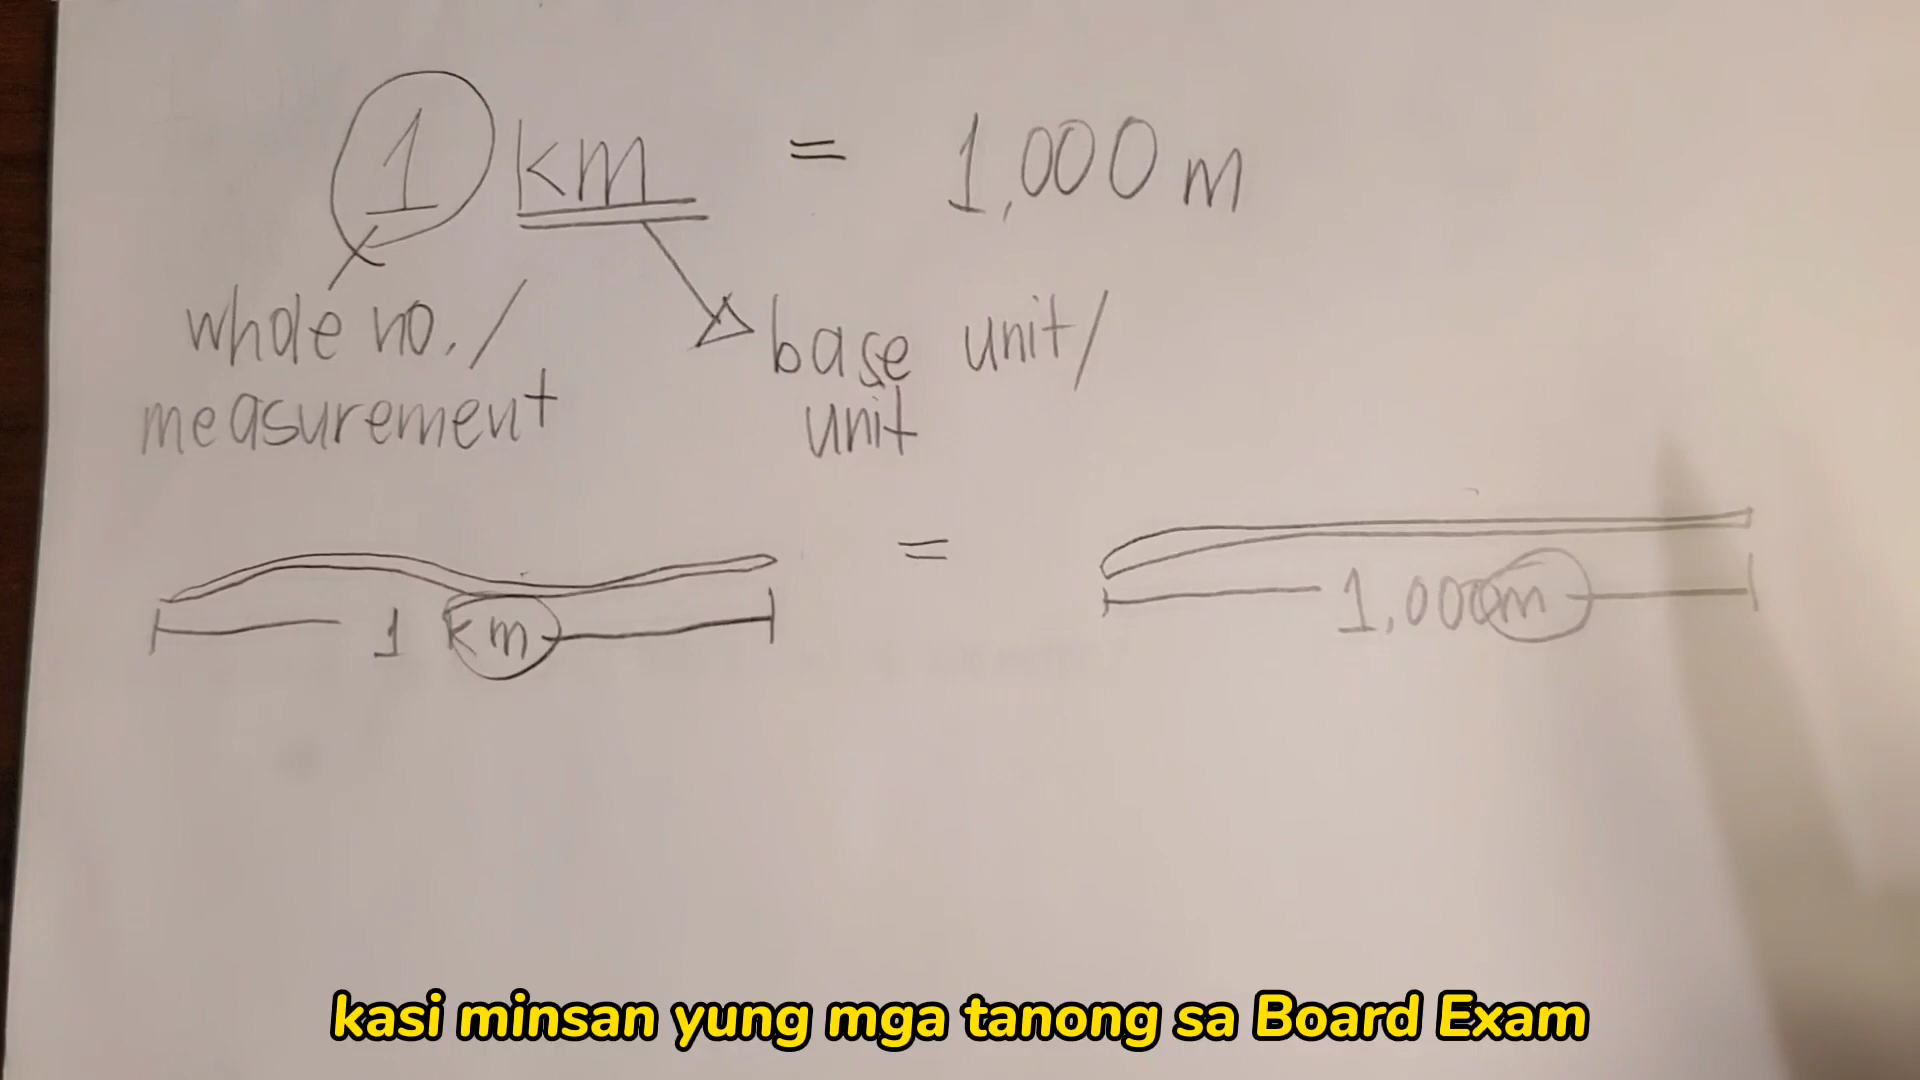 1 km = 1,000 m
whole no./
measurement
base unit/
unit
=
1 km
1,000m
kasi minsan yung mga tanong sa Board Exam